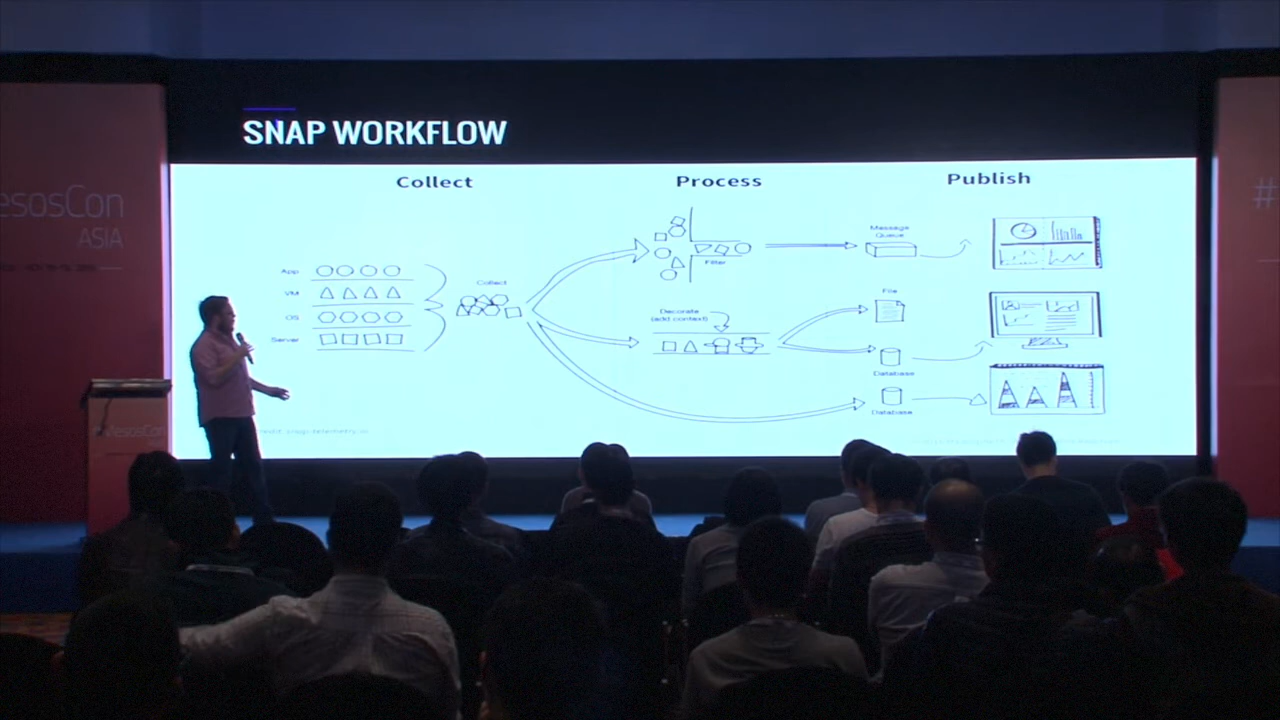 SNAP WORKFLOW
Collect
Process
Publish
App
VM
OS
Server
Collect
Filter
Decorate
(add context)
Message
Queue
File
Database
Database
esosCon
ASIA
#MesosCon
#